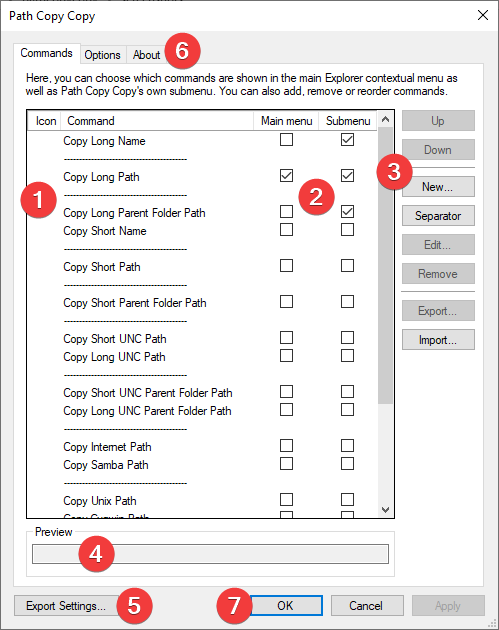 Path Copy Copy
Commands Options About 6
Here, you can choose which commands are shown in the main Explorer contextual menu as
well as Path Copy Copy's own submenu. You can also add, remove or reorder commands.
Icon Command Main menu Submenu
Copy Long Name
----------------------------------------
Copy Long Path
----------------------------------------
Copy Long Parent Folder Path
Copy Short Name
----------------------------------------
Copy Short Path
----------------------------------------
Copy Short Parent Folder Path
----------------------------------------
Copy Short UNC Path
Copy Long UNC Path
----------------------------------------
Copy Short UNC Parent Folder Path
Copy Long UNC Parent Folder Path
----------------------------------------
Copy Internet Path
Copy Samba Path
----------------------------------------
Copy Unix Path
Copy Cygwin Path
1
2
Up
Down
3
New...
Separator
Edit...
Remove
Export...
Import...
Preview
4
Export Settings... 5 7 OK Cancel Apply